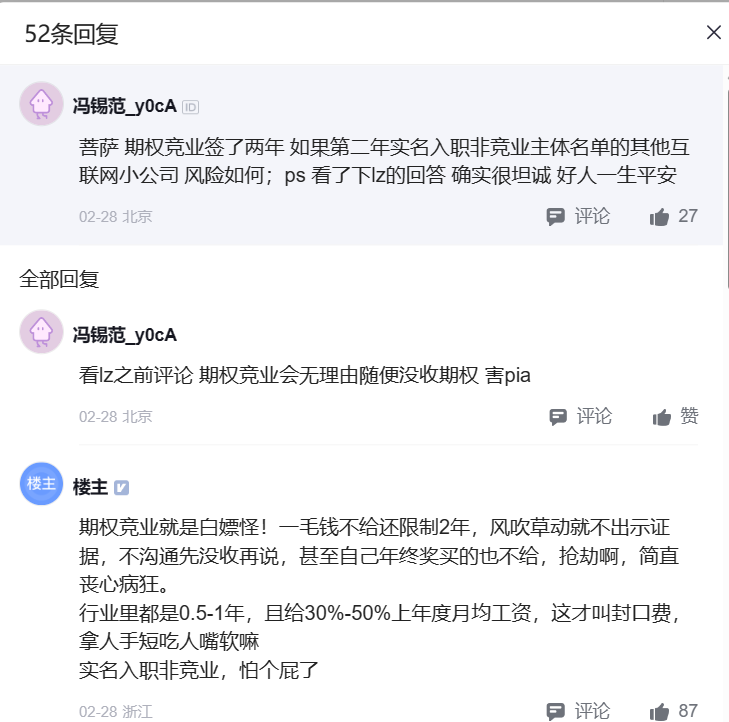 52条回复
冯锡范_y0cA ID
菩萨 期权竞业签了两年 如果第二年实名入职非竞业主体名单的其他互
联网小公司 风险如何；ps 看了下lz的回答 确实很坦诚 好人一生平安
02-28 北京 评论 27
全部回复
冯锡范_y0cA
看lz之前评论 期权竞业会无理由随便没收期权 害pia
02-28 北京 评论 赞
楼主 楼主 V
期权竞业就是白嫖怪！一毛钱不给还限制2年，风吹草动就不出示证
据，不沟通先没收再说，甚至自己年终奖买的也不给，抢劫啊，简直
丧心病狂。
行业里都是0.5-1年，且给30%-50%上年度月均工资，这才叫封口费，
拿人手短吃人嘴软嘛
实名入职非竞业，怕个屁了
02-28 浙江 评论 87